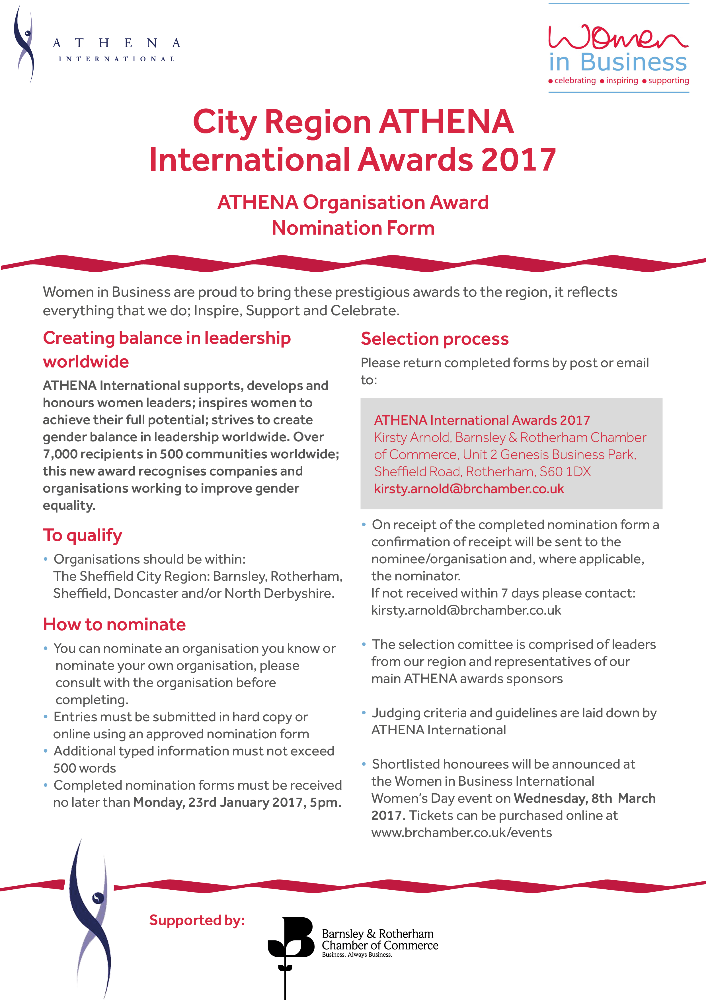 ATHENA
INTERNATIONAL
Women
in Business
• celebrating • inspiring • supporting
City Region ATHENA
International Awards 2017
ATHENA Organisation Award
Nomination Form
Women in Business are proud to bring these prestigious awards to the region, it reflects
everything that we do; Inspire, Support and Celebrate.
Creating balance in leadership
worldwide
ATHENA International supports, develops and
honours women leaders; inspires women to
achieve their full potential; strives to create
gender balance in leadership worldwide. Over
7,000 recipients in 500 communities worldwide;
this new award recognises companies and
organisations working to improve gender
equality.
To qualify
• Organisations should be within:
The Sheffield City Region: Barnsley, Rotherham,
Sheffield, Doncaster and/or North Derbyshire.
How to nominate
• You can nominate an organisation you know or
nominate your own organisation, please
consult with the organisation before
completing.
• Entries must be submitted in hard copy or
online using an approved nomination form
• Additional typed information must not exceed
500 words
• Completed nomination forms must be received
no later than Monday, 23rd January 2017, 5pm.
Selection process
Please return completed forms by post or email
to:
ATHENA International Awards 2017
Kirsty Arnold, Barnsley & Rotherham Chamber
of Commerce, Unit 2 Genesis Business Park,
Sheffield Road, Rotherham, S60 1DX
kirsty.arnold@brchamber.co.uk
• On receipt of the completed nomination form a
confirmation of receipt will be sent to the
nominee/organisation and, where applicable,
the nominator.
If not received within 7 days please contact:
kirsty.arnold@brchamber.co.uk
• The selection comittee is comprised of leaders
from our region and representatives of our
main ATHENA awards sponsors
• Judging criteria and guidelines are laid down by
ATHENA International
• Shortlisted honourees will be announced at
the Women in Business International
Women's Day event on Wednesday, 8th March
2017. Tickets can be purchased online at
www.brchamber.co.uk/events
Supported by:
Barnsley & Rotherham
Chamber of Commerce
Business. Always Business.